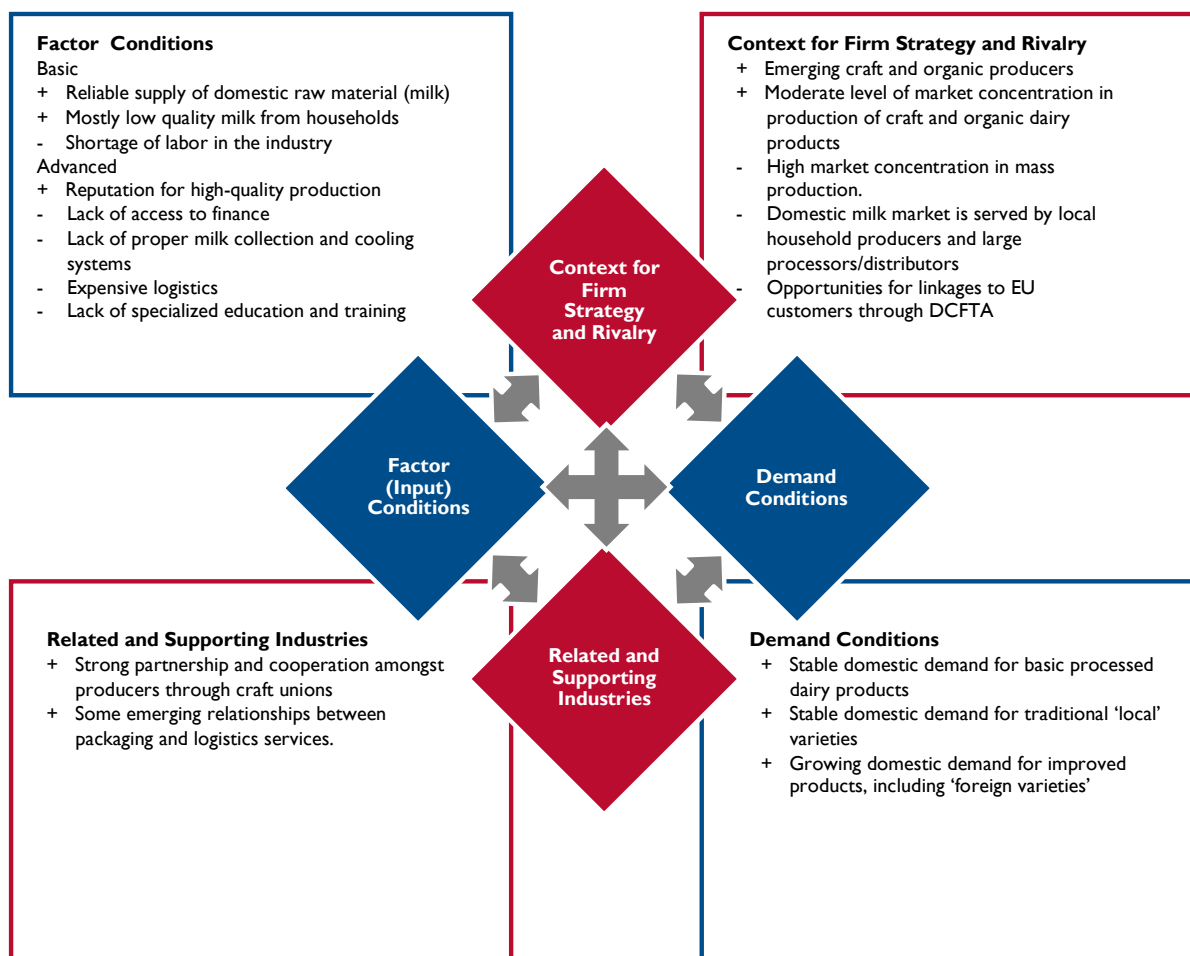 Factor Conditions
Basic
+ Reliable supply of domestic raw material (milk)
+ Mostly low quality milk from households
- Shortage of labor in the industry
Advanced
+ Reputation for high-quality production
- Lack of access to finance
- Lack of proper milk collection and cooling
systems
- Expensive logistics
- Lack of specialized education and training
Context for Firm Strategy and Rivalry
+ Emerging craft and organic producers
+ Moderate level of market concentration in
production of craft and organic dairy
products
- High market concentration in mass
production.
- Domestic milk market is served by local
household producers and large
processors/distributors
- Opportunities for linkages to EU
customers through DCFTA
Context for
Firm
Strategy
and Rivalry
Factor
(Input)
Conditions
Demand
Conditions
Related and
Supporting
Industries
Related and Supporting Industries
+ Strong partnership and cooperation amongst
producers through craft unions
+ Some emerging relationships between
packaging and logistics services.
Demand Conditions
+ Stable domestic demand for basic processed
dairy products
+ Stable domestic demand for traditional ‘local’
varieties
+ Growing domestic demand for improved
products, including ‘foreign varieties’